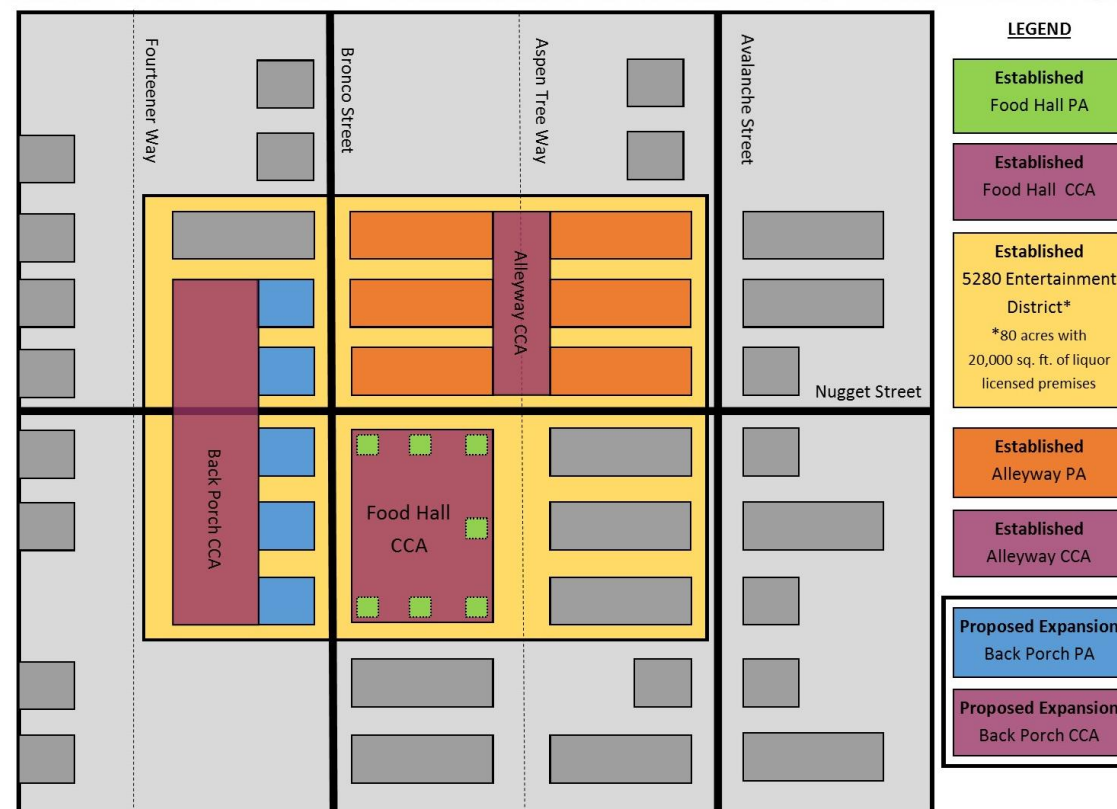 Fourteener Way
Bronco Street
Aspen Tree Way
Avalanche Street
Alleyway CCA
Nugget Street
Back Porch CCA
Food Hall
CCA
LEGEND
Established
Food Hall PA
Established
Food Hall CCA
Established
5280 Entertainment
District*
*80 acres with
20,000 sq. ft. of liquor
licensed premises
Established
Alleyway PA
Established
Alleyway CCA
Proposed Expansion
Back Porch PA
Proposed Expansion
Back Porch CCA